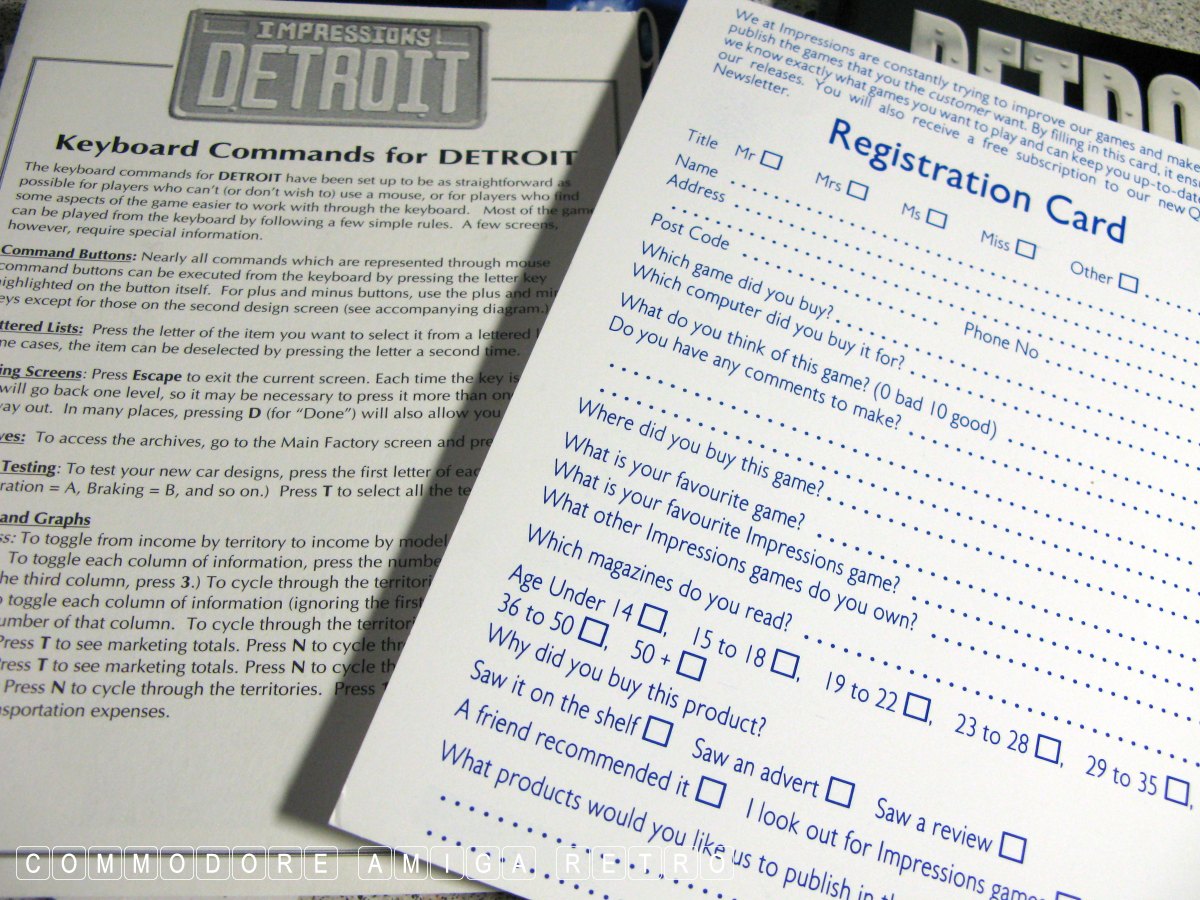 IMPRESSIONS
DETROIT
Keyboard Commands for DETROIT
The keyboard commands for DETROIT have been set up to be as straightforward as
possible for players who can't (or don't wish to) use a mouse, or for players who find
some aspects of the game easier to work with through the keyboard. Most of the game
can be played from the keyboard by following a few simple rules. A few screens,
however, require special information.
Command Buttons: Nearly all commands which are represented through mouse
command buttons can be executed from the keyboard by pressing the letter key
highlighted on the button itself. For plus and minus buttons, use the plus and
except for those on the second design screen (see accompanying diagram.)
Lists: Press the letter of the item you want to select it from a lettered
cases, the item can be deselected by pressing the letter a second time.
Screens: Press Escape to exit the current screen. Each time the key is
will go back one level, so it may be necessary to press it more than
way out. In many places, pressing D (for "Done") will also allow you
To access the archives, go to the Main Factory screen and
Testing: To test your new car designs, press the first letter of
= A, Braking = B, and so on.) Press T to select all the
and Graphs
To toggle from income by territory to income by model
To toggle each column of information, press the
the third column, press 3.) To cycle through the
toggle each column of information (ignoring the first
number of that column. To cycle through the
Press T to see marketing totals. Press N to cycle
Press T to see marketing totals. Press N to cycle
Press N to cycle through the territories. Press
expenses.
DETRO
We at Impressions are constantly trying to improve our games and make
publish the games that you the customer want. By filling in this card, it
we know exactly what games you want to play and can keep you up-to-date
our releases. You will also receive a free subscription to our new
Newsletter.
Registration Card
Title Mr Mrs Ms Miss Other
Name
Address
Post Code Phone No
Which game did you buy?
Which computer did you buy it for?
What do you think of this game? (0 bad 10 good)
Do you have any comments to make?
Where did you buy this game?
What is your favourite game?
What is your favourite Impressions game?
What other Impressions games do you own?
Which magazines do you read?
Age Under 14, 15 to 18, 19 to 22, 23 to 28, 29 to 35,
36 to 50, 50 +
Why did you buy this product?
Saw it on the shelf Saw an advert Saw a review
A friend recommended it I look out for Impressions games
What products would you like us to publish in
COMMODORE AMIGA RETRO